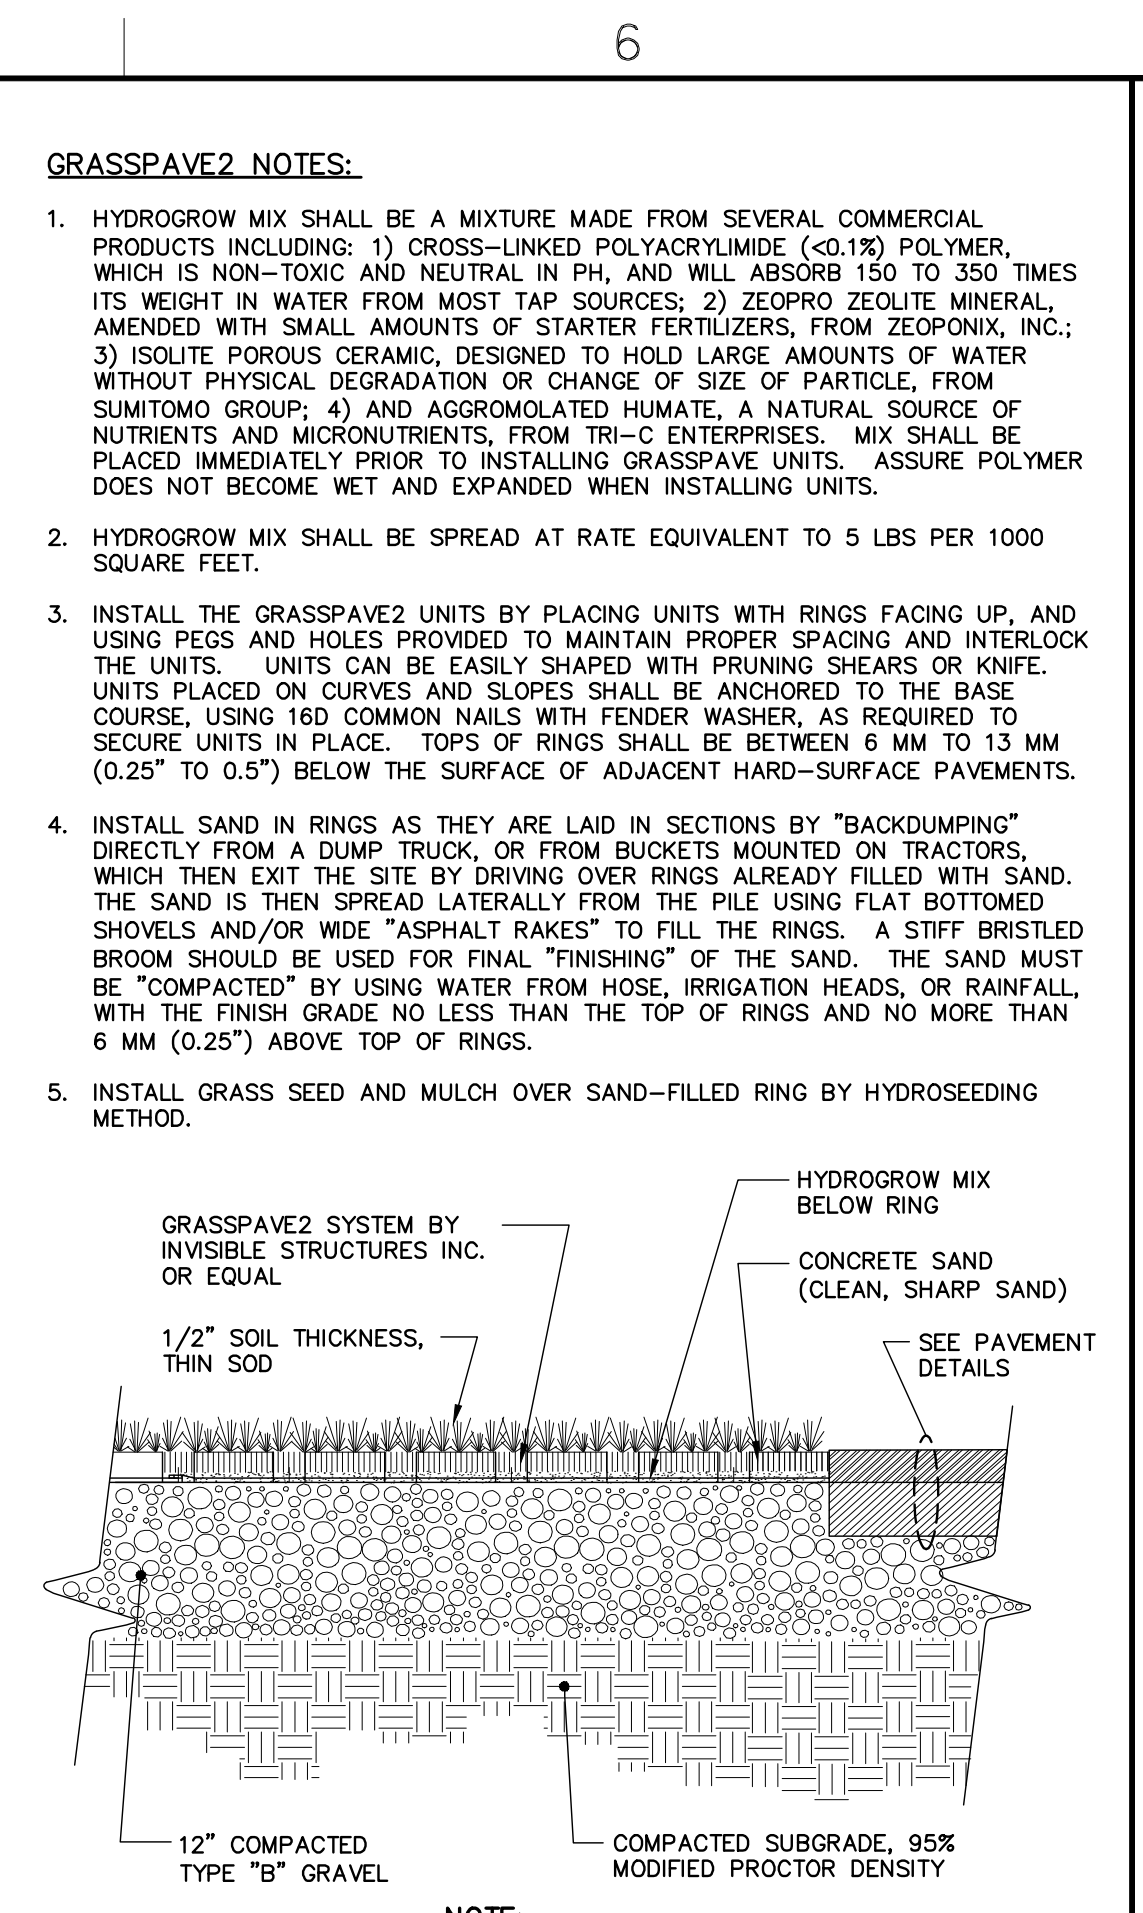 6
GRASSPAVE2 NOTES:
1. HYDROGROW MIX SHALL BE A MIXTURE MADE FROM SEVERAL COMMERCIAL
PRODUCTS INCLUDING: 1) CROSS-LINKED POLYACRYLIMIDE (<0.1%) POLYMER,
WHICH IS NON-TOXIC AND NEUTRAL IN PH, AND WILL ABSORB 150 TO 350 TIMES
ITS WEIGHT IN WATER FROM MOST TAP SOURCES; 2) ZEOPRO ZEOLITE MINERAL,
AMENDED WITH SMALL AMOUNTS OF STARTER FERTILIZERS, FROM ZEOPONIX, INC.;
3) ISOLITE POROUS CERAMIC, DESIGNED TO HOLD LARGE AMOUNTS OF WATER
WITHOUT PHYSICAL DEGRADATION OR CHANGE OF SIZE OF PARTICLE, FROM
SUMITOMO GROUP; 4) AND AGGROMOLATED HUMATE, A NATURAL SOURCE OF
NUTRIENTS AND MICRONUTRIENTS, FROM TRI-C ENTERPRISES. MIX SHALL BE
PLACED IMMEDIATELY PRIOR TO INSTALLING GRASSPAVE UNITS. ASSURE POLYMER
DOES NOT BECOME WET AND EXPANDED WHEN INSTALLING UNITS.
2. HYDROGROW MIX SHALL BE SPREAD AT RATE EQUIVALENT TO 5 LBS PER 1000
SQUARE FEET.
3. INSTALL THE GRASSPAVE2 UNITS BY PLACING UNITS WITH RINGS FACING UP, AND
USING PEGS AND HOLES PROVIDED TO MAINTAIN PROPER SPACING AND INTERLOCK
THE UNITS. UNITS CAN BE EASILY SHAPED WITH PRUNING SHEARS OR KNIFE.
UNITS PLACED ON CURVES AND SLOPES SHALL BE ANCHORED TO THE BASE
COURSE, USING 16D COMMON NAILS WITH FENDER WASHER, AS REQUIRED TO
SECURE UNITS IN PLACE. TOPS OF RINGS SHALL BE BETWEEN 6 MM TO 13 MM
(0.25" TO 0.5") BELOW THE SURFACE OF ADJACENT HARD-SURFACE PAVEMENTS.
4. INSTALL SAND IN RINGS AS THEY ARE LAID IN SECTIONS BY "BACKDUMPING"
DIRECTLY FROM A DUMP TRUCK, OR FROM BUCKETS MOUNTED ON TRACTORS,
WHICH THEN EXIT THE SITE BY DRIVING OVER RINGS ALREADY FILLED WITH SAND.
THE SAND IS THEN SPREAD LATERALLY FROM THE PILE USING FLAT BOTTOMED
SHOVELS AND/OR WIDE "ASPHALT RAKES" TO FILL THE RINGS. A STIFF BRISTLED
BROOM SHOULD BE USED FOR FINAL "FINISHING" OF THE SAND. THE SAND MUST
BE "COMPACTED" BY USING WATER FROM HOSE, IRRIGATION HEADS, OR RAINFALL,
WITH THE FINISH GRADE NO LESS THAN THE TOP OF RINGS AND NO MORE THAN
6 MM (0.25") ABOVE TOP OF RINGS.
5. INSTALL GRASS SEED AND MULCH OVER SAND-FILLED RING BY HYDROSEEDING
METHOD.
HYDROGROW MIX
BELOW RING
GRASSPAVE2 SYSTEM BY
INVISIBLE STRUCTURES INC.
OR EQUAL
CONCRETE SAND
(CLEAN, SHARP SAND)
1/2" SOIL THICKNESS,
THIN SOD
SEE PAVEMENT
DETAILS
12" COMPACTED
TYPE "B" GRAVEL
COMPACTED SUBGRADE, 95%
MODIFIED PROCTOR DENSITY
NOTE: